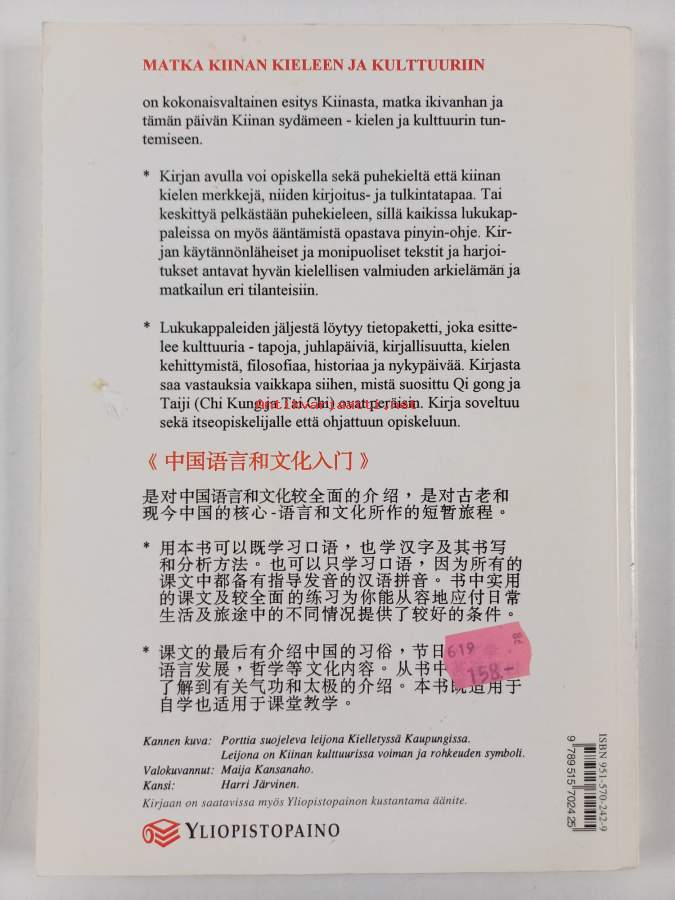 MATKA KIINAN KIELEEN JA KULTTUURIIN
on kokonaisvaltainen esitys Kiinasta, matka ikivanhan ja
tämän päivän Kiinan sydämeen - kielen ja kulttuurin tun-
temiseen.
* Kirjan avulla voi opiskella sekä puhekieltä että kiinan
kielen merkkejä, niiden kirjoitus- ja tulkintatapaa. Tai
keskittyä pelkästään puhekieleen, sillä kaikissa lukukap-
paleissa on myös ääntämistä opastava pinyin-ohje. Kir-
jan käytännönläheiset ja monipuoliset tekstit ja harjoi-
tukset antavat hyvän kielellisen valmiuden arkielämän ja
matkailun eri tilanteisiin.
* Lukukappaleiden jäljestä löytyy tietopaketti, joka esitte-
lee kulttuuria - tapoja, juhlapäiviä, kirjallisuutta, kielen
kehittymistä, filosofiaa, historiaa ja nykypäivää. Kirjasta
saa vastauksia vaikkapa siihen, mistä suosittu Qi gong ja
Taiji (Chi Kung ja Tai Chi) ovat peräisin. Kirja soveltuu
sekä itseopiskelijalle että ohjattuun opiskeluun.
Antikvariaatti.net
《 中国语言和文化入门 》
是对中国语言和文化较全面的介绍，是对古老和
现今中国的核心-语言和文化所作的短暂旅程。
* 用本书可以既学习口语，也学汉字及其书写
和分析方法。也可以只学习口语，因为所有的
课文中都备有指导发音的汉语拼音。书中实用
的课文及较全面的练习为你能从容地应付日常
生活及旅途中的不同情况提供了较好的条件。
* 课文的最后有介绍中国的习俗，节日
语言发展，哲学等文化内容。从书中
了解到有关气功和太极的介绍。本书既适用于
自学也适用于课堂教学。
619
158.-
Kannen kuva: Porttia suojeleva leijona Kielletyssä Kaupungissa.
Leijona on Kiinan kulttuurissa voiman ja rohkeuden symboli.
Valokuvannut: Maija Kansanaho.
Kansi: Harri Järvinen.
Kirjaan on saatavissa myös Yliopistopainon kustantama äänite.
YLIOPISTOPAINO
ISBN 951-570-242-9
9 789515 702425